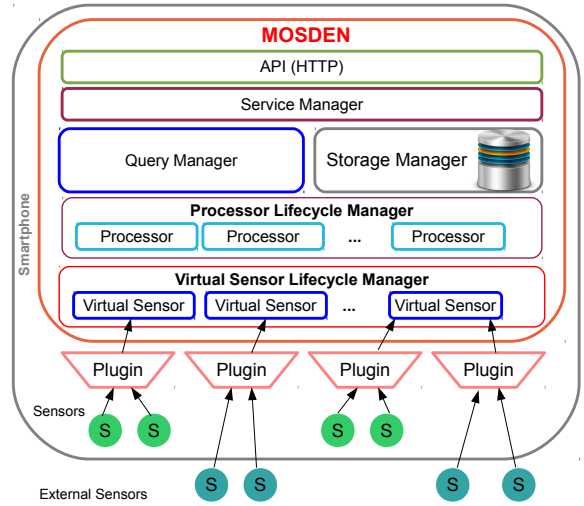 MOSDEN
API (HTTP)
Service Manager
Query Manager
Storage Manager
Processor Lifecycle Manager
Processor
Processor
...
Processor
Virtual Sensor Lifecycle Manager
Virtual Sensor
Virtual Sensor
...
Virtual Sensor
Smartphone
Plugin
Plugin
Plugin
Plugin
Sensors
S
S
S
S
External Sensors
S
S
S
S